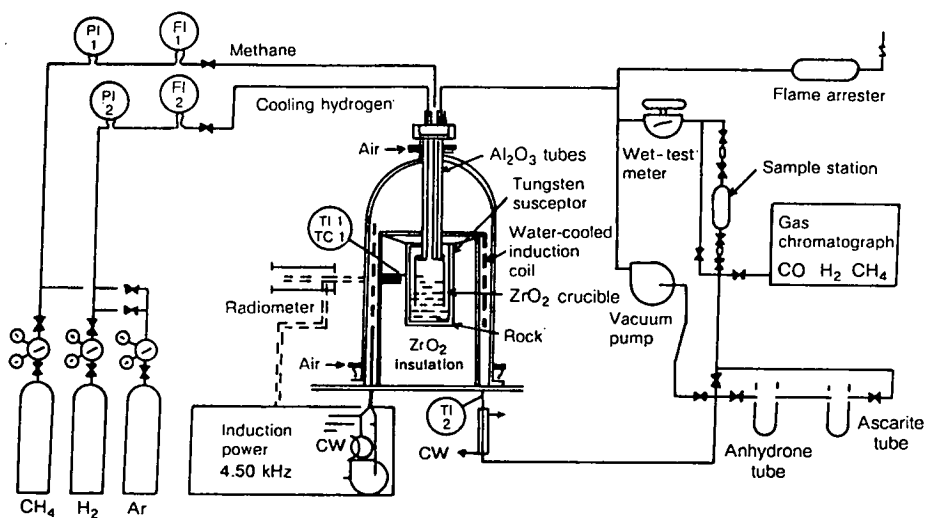 PI
1
FI
1
Methane
PI
2
FI
2
Cooling hydrogen
Flame arrester
Air
Al₂O₃ tubes
Wet-test
meter
Tungsten
susceptor
Sample station
TI 1
TC 1
Water-cooled
induction
coil
Gas
chromatograph
CO H₂ CH₄
Radiometer
ZrO₂ crucible
Vacuum
pump
Rock
ZrO₂
insulation
Air
TI
2
Induction
power
4.50 kHz
CW
CW
Anhydrone
tube
Ascarite
tube
CH₄
H₂
Ar